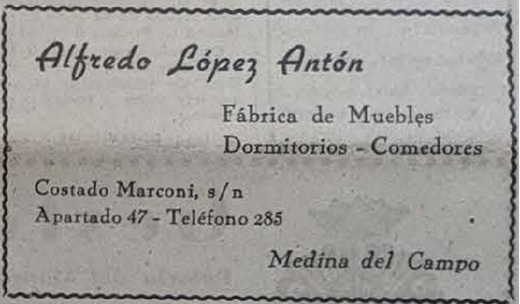 Alfredo López Antón
Fábrica de Muebles
Dormitorios - Comedores
Costado Marconi, s/n
Apartado 47 - Teléfono 285
Medina del Campo